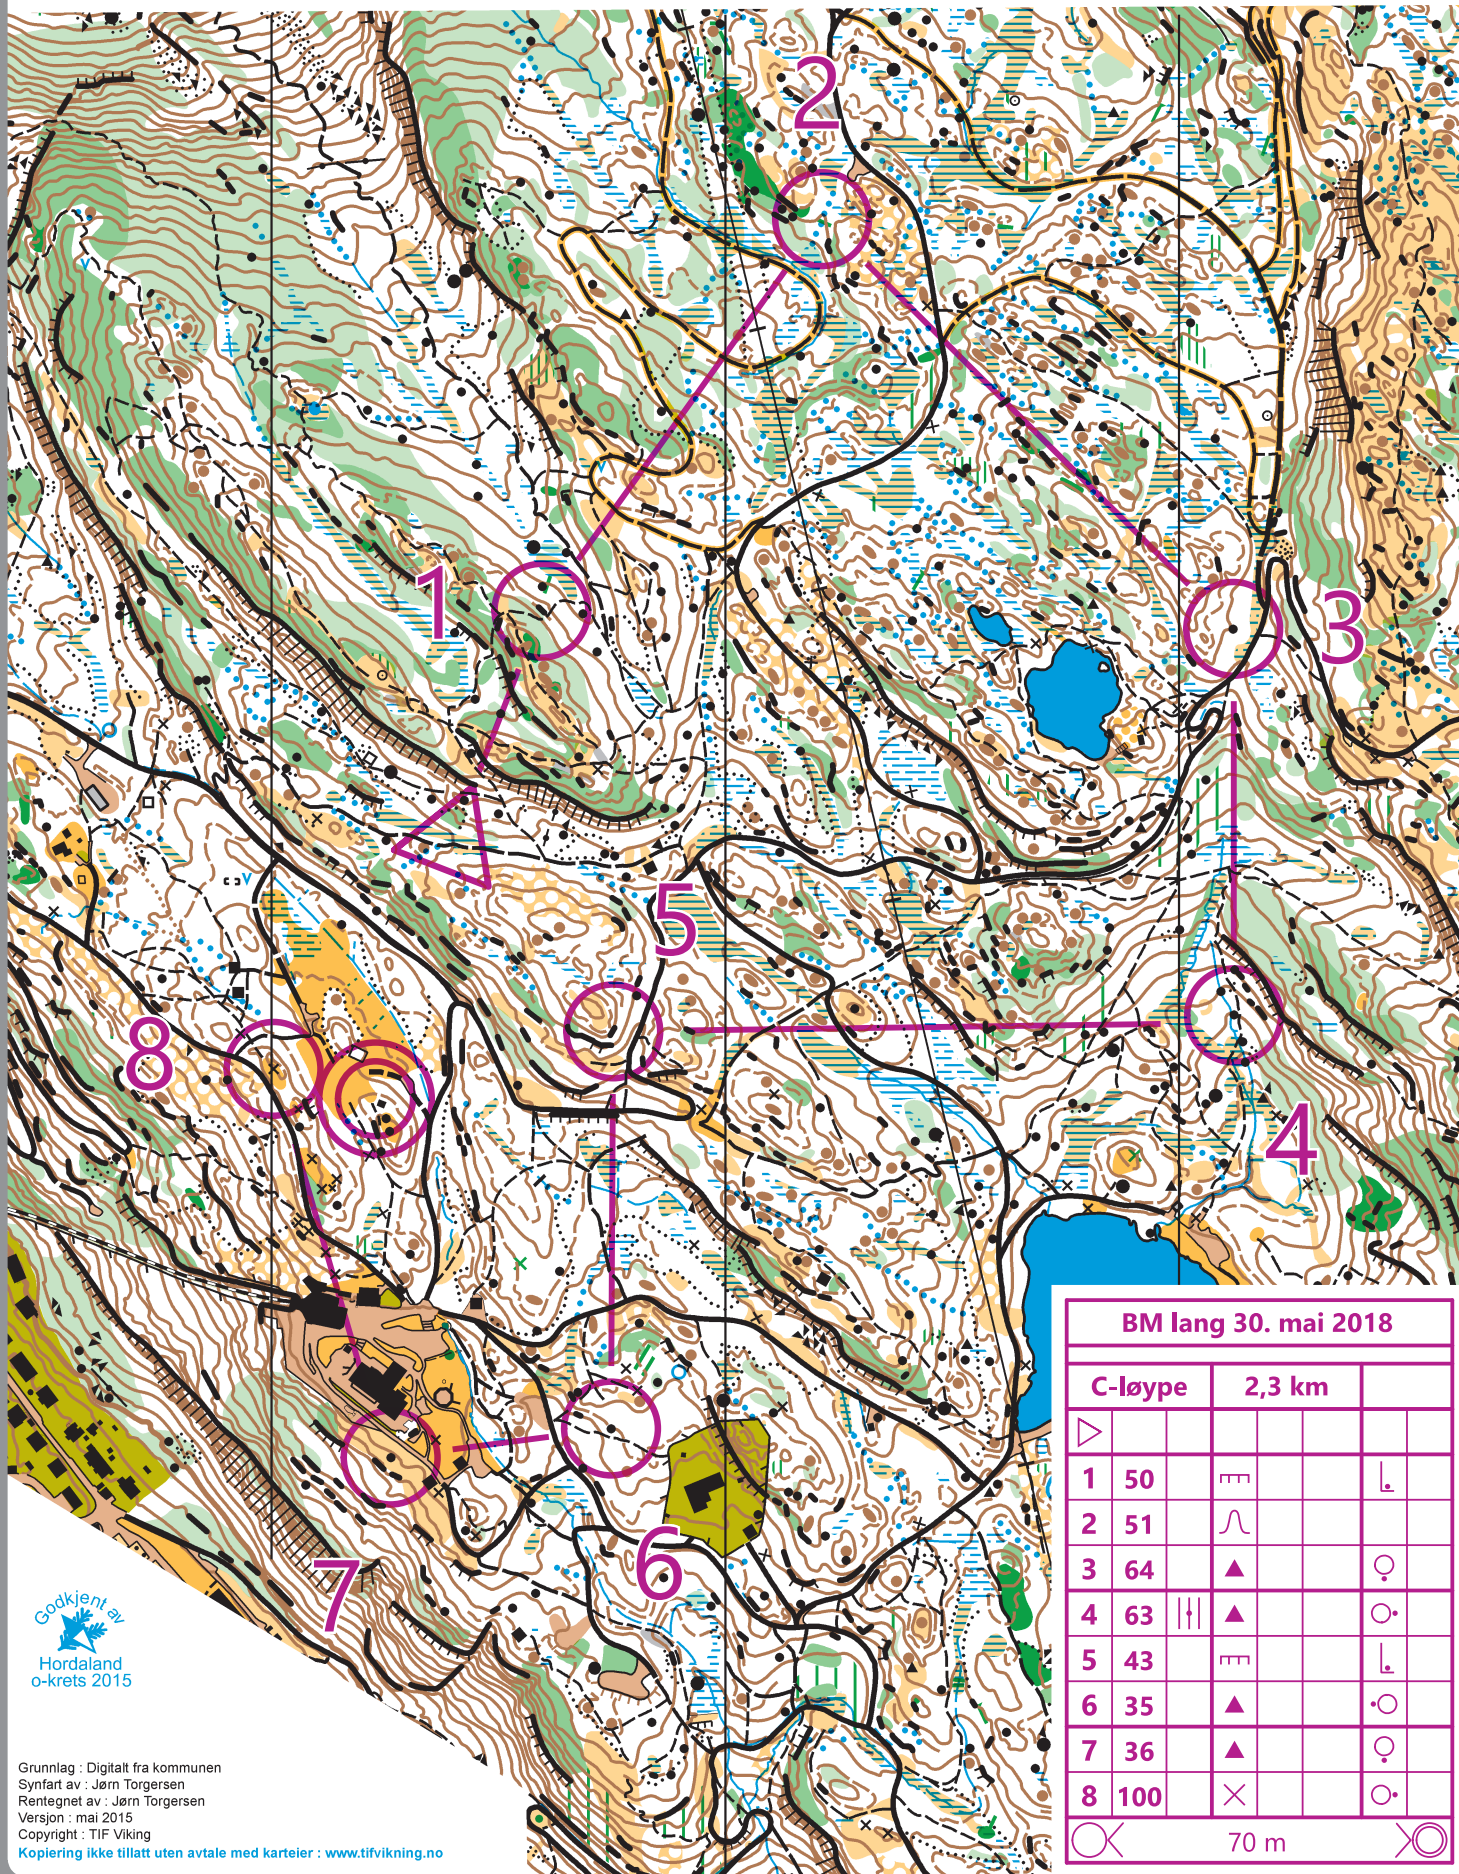 2
1
3
5
8
4
6
7
BM lang 30. mai 2018
C-løype 2,3 km
1 50
2 51
3 64
4 63
5 43
6 35
7 36
8 100
70 m
Godkjent av
Hordaland
o-krets 2015
Grunnlag : Digitalt fra kommunen
Synfart av : Jørn Torgersen
Rentegnet av : Jørn Torgersen
Versjon : mai 2015
Copyright : TIF Viking
Kopiering ikke tillatt uten avtale med karteier : www.tifvikning.no